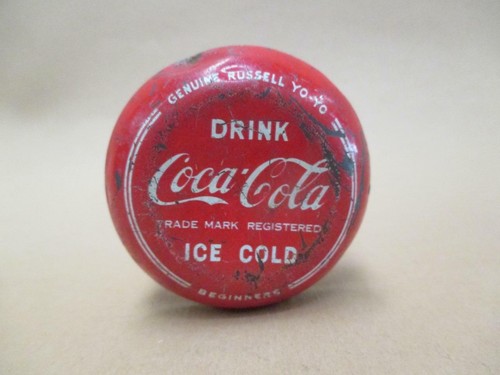 GENUINE RUSSELL YO-YO
DRINK
Coca-Cola
TRADE MARK REGISTERED
ICE COLD
BEGINNERS